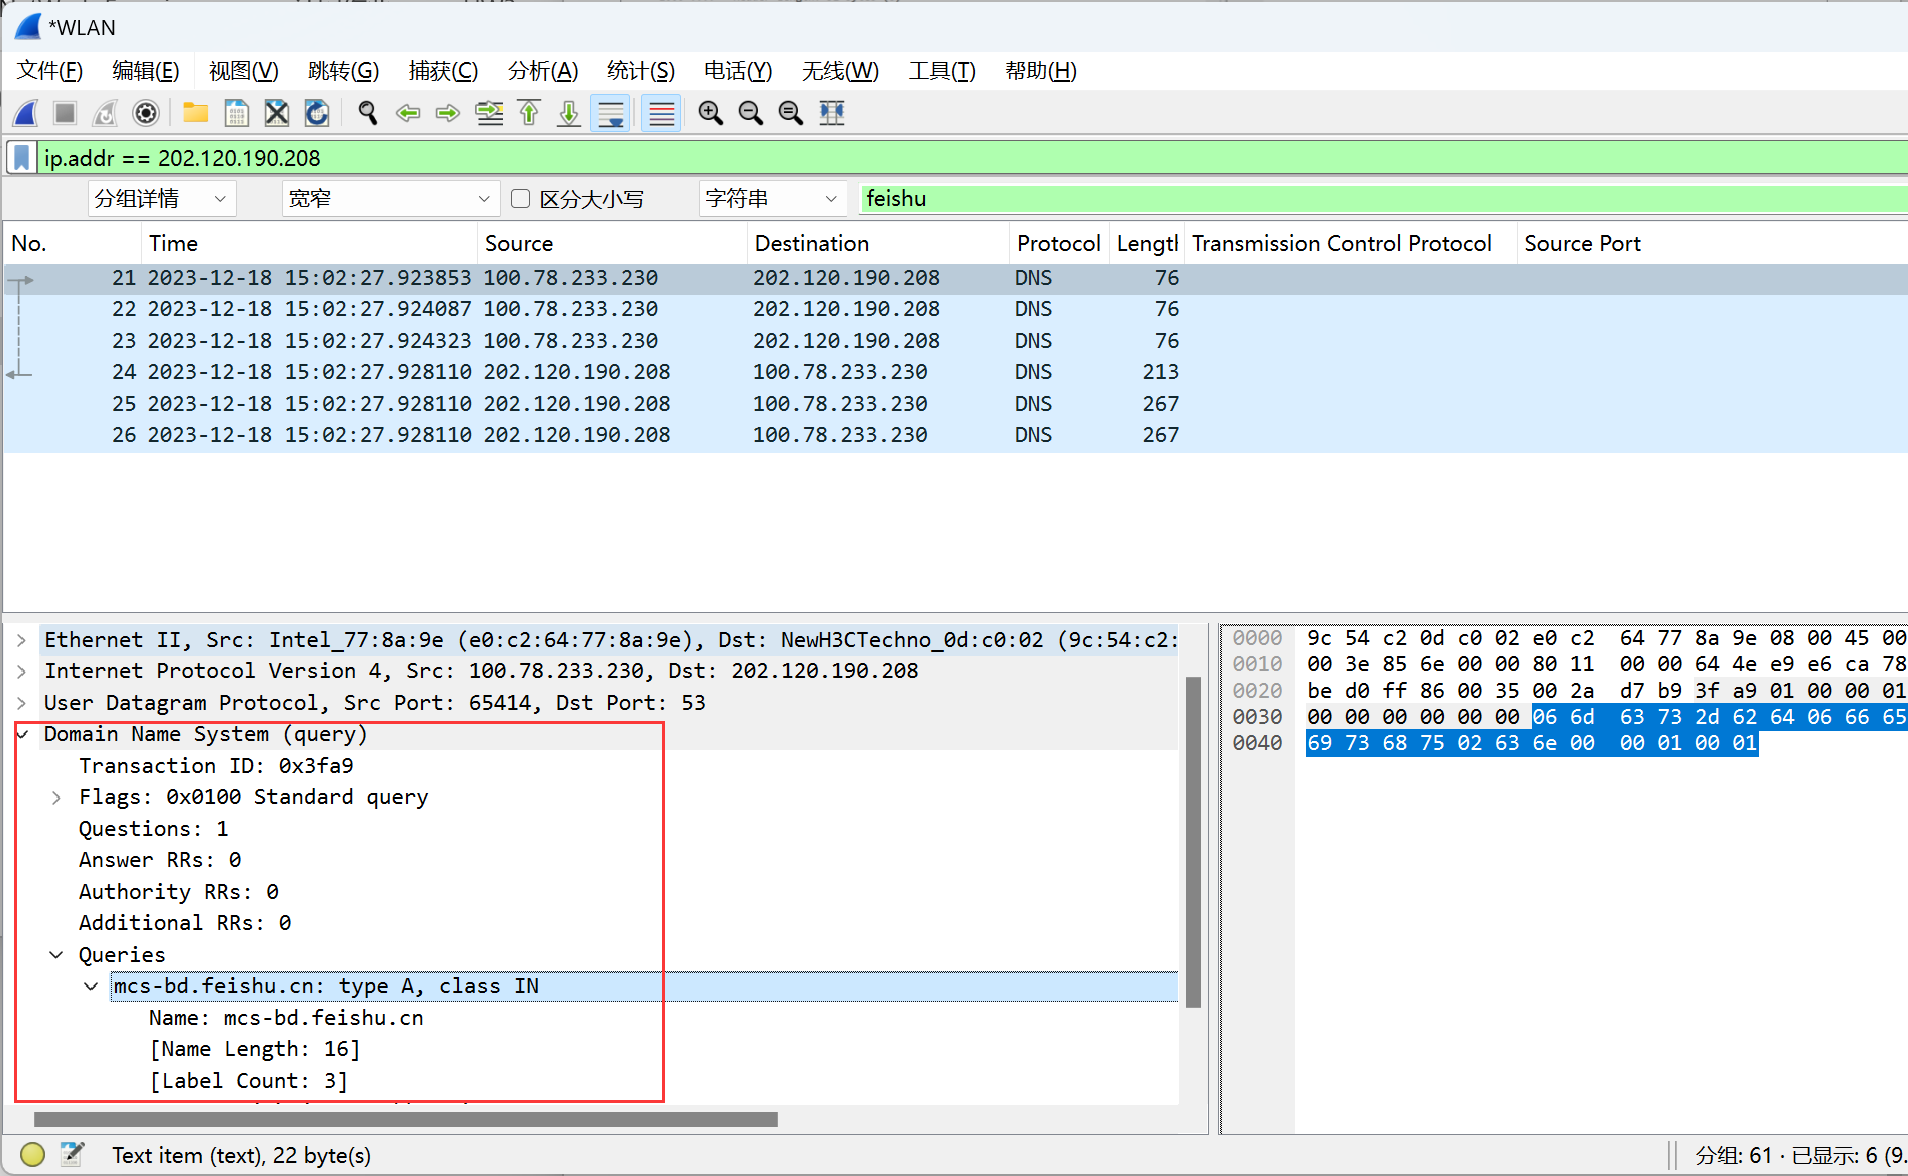 *WLAN
文件(F) 编辑(E) 视图(V) 跳转(G) 捕获(C) 分析(A) 统计(S) 电话(Y) 无线(W) 工具(T) 帮助(H)
ip.addr == 202.120.190.208
分组详情 宽窄 区分大小写 字符串 feishu
No. Time Source Destination Protocol Length Transmission Control Protocol Source Port
21 2023-12-18 15:02:27.923853 100.78.233.230 202.120.190.208 DNS 76
22 2023-12-18 15:02:27.924087 100.78.233.230 202.120.190.208 DNS 76
23 2023-12-18 15:02:27.924323 100.78.233.230 202.120.190.208 DNS 76
24 2023-12-18 15:02:27.928110 202.120.190.208 100.78.233.230 DNS 213
25 2023-12-18 15:02:27.928110 202.120.190.208 100.78.233.230 DNS 267
26 2023-12-18 15:02:27.928110 202.120.190.208 100.78.233.230 DNS 267
Ethernet II, Src: Intel_77:8a:9e (e0:c2:64:77:8a:9e), Dst: NewH3CTechno_0d:c0:02 (9c:54:c2:
Internet Protocol Version 4, Src: 100.78.233.230, Dst: 202.120.190.208
User Datagram Protocol, Src Port: 65414, Dst Port: 53
Domain Name System (query)
Transaction ID: 0x3fa9
Flags: 0x0100 Standard query
Questions: 1
Answer RRs: 0
Authority RRs: 0
Additional RRs: 0
Queries
mcs-bd.feishu.cn: type A, class IN
Name: mcs-bd.feishu.cn
[Name Length: 16]
[Label Count: 3]
0000 9c 54 c2 0d c0 02 e0 c2 64 77 8a 9e 08 00 45 00
0010 00 3e 85 6e 00 00 80 11 00 00 64 4e e9 e6 ca 78
0020 be d0 ff 86 00 35 00 2a d7 b9 3f a9 01 00 00 01
0030 00 00 00 00 00 00 06 6d 63 73 2d 62 64 06 66 65
0040 69 73 68 75 02 63 6e 00 00 01 00 01
Text item (text), 22 byte(s)
分组: 61 · 已显示: 6 (9.